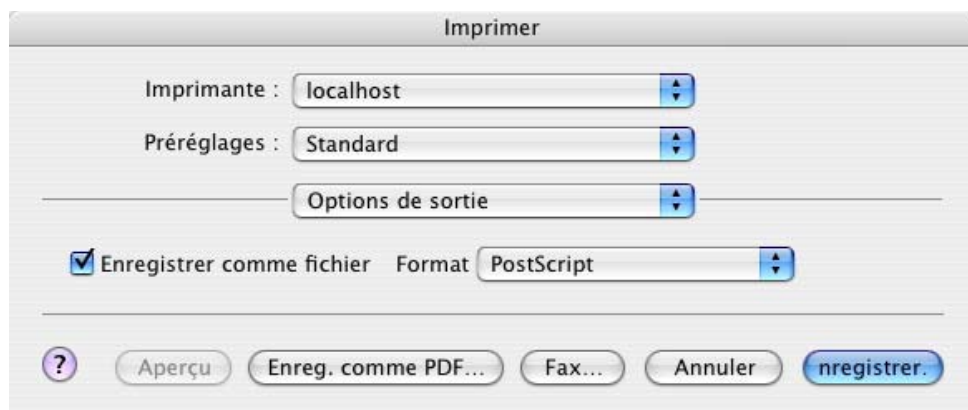 Imprimer
Imprimante : localhost
Préréglages : Standard
Options de sortie
Enregistrer comme fichier Format PostScript
? Aperçu Enreg. comme PDF... Fax... Annuler nregistrer.